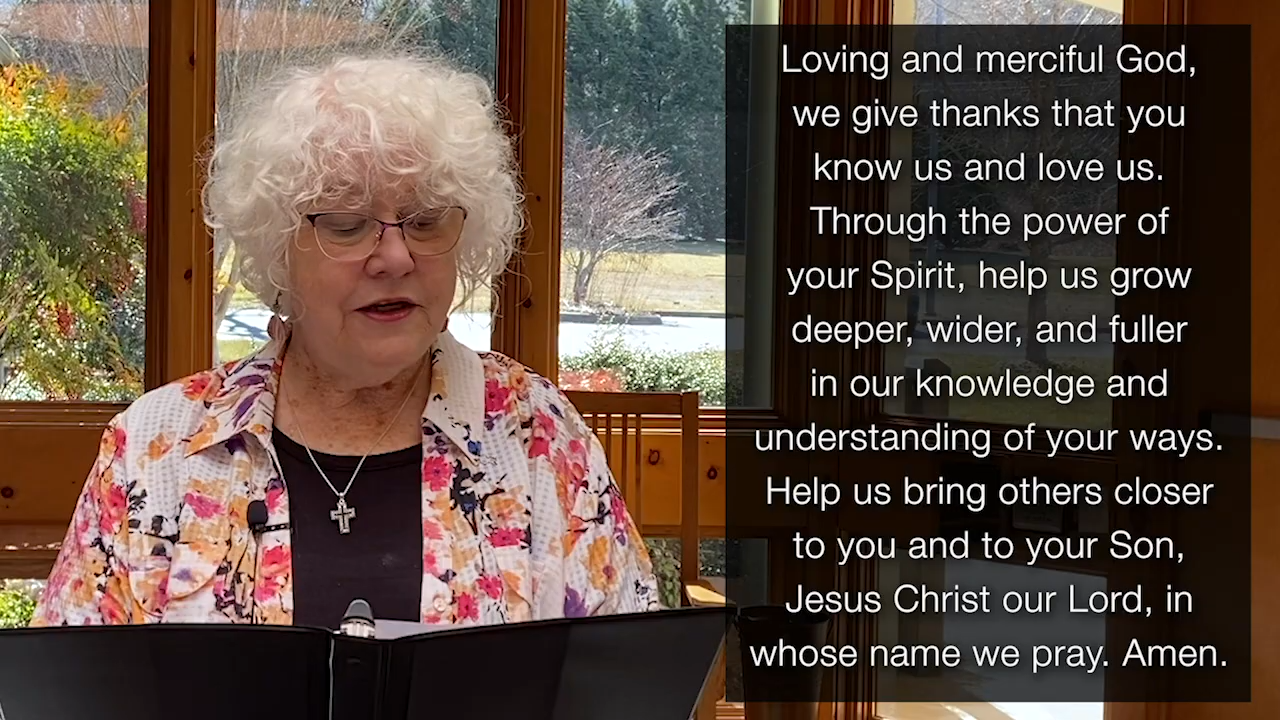 Loving and merciful God,
we give thanks that you
know us and love us.
Through the power of
your Spirit, help us grow
deeper, wider, and fuller
in our knowledge and
understanding of your ways.
Help us bring others closer
to you and to your Son,
Jesus Christ our Lord, in
whose name we pray. Amen.